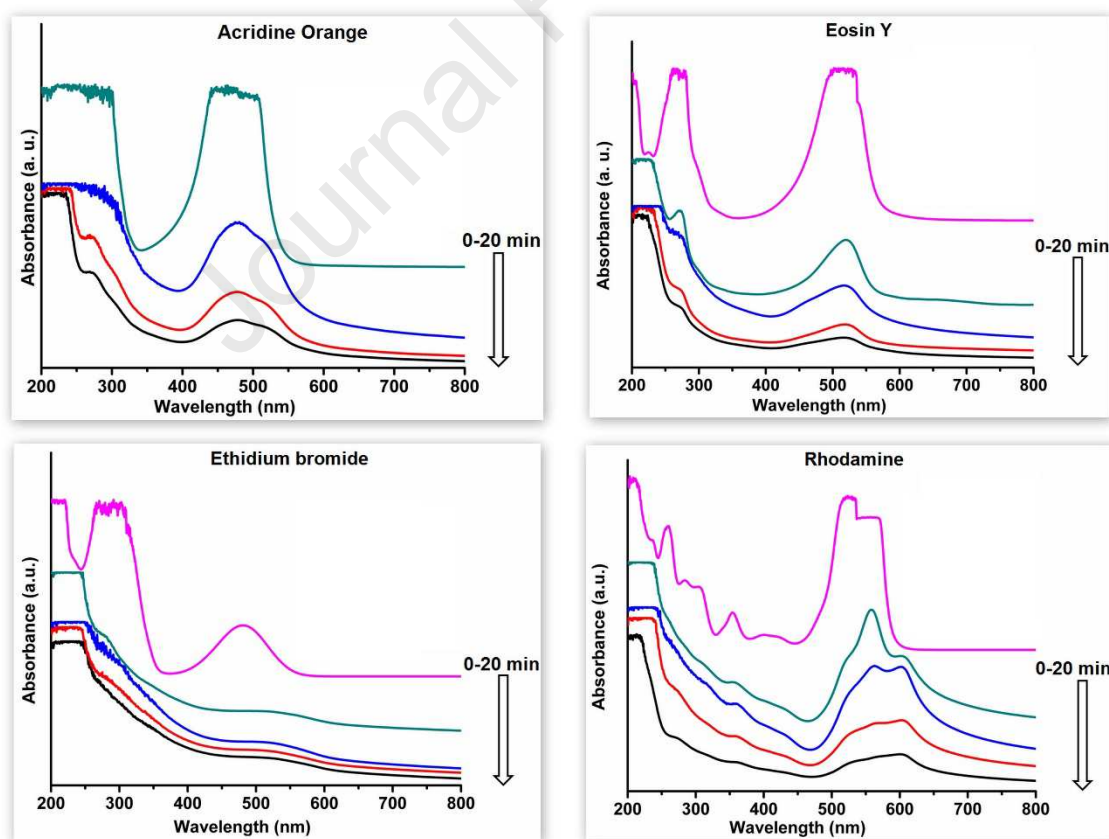 Journal P
Acridine Orange
Absorbance (a. u.)
0-20 min
200 300 400 500 600 700 800
Wavelength (nm)
Eosin Y
Absorbance (a. u.)
0-20 min
200 300 400 500 600 700 800
Wavelength (nm)
Ethidium bromide
Absorbance (a.u.)
0-20 min
200 300 400 500 600 700 800
Wavelength (nm)
Rhodamine
Absorbance (a.u.)
0-20 min
200 300 400 500 600 700 800
Wavelength (nm)